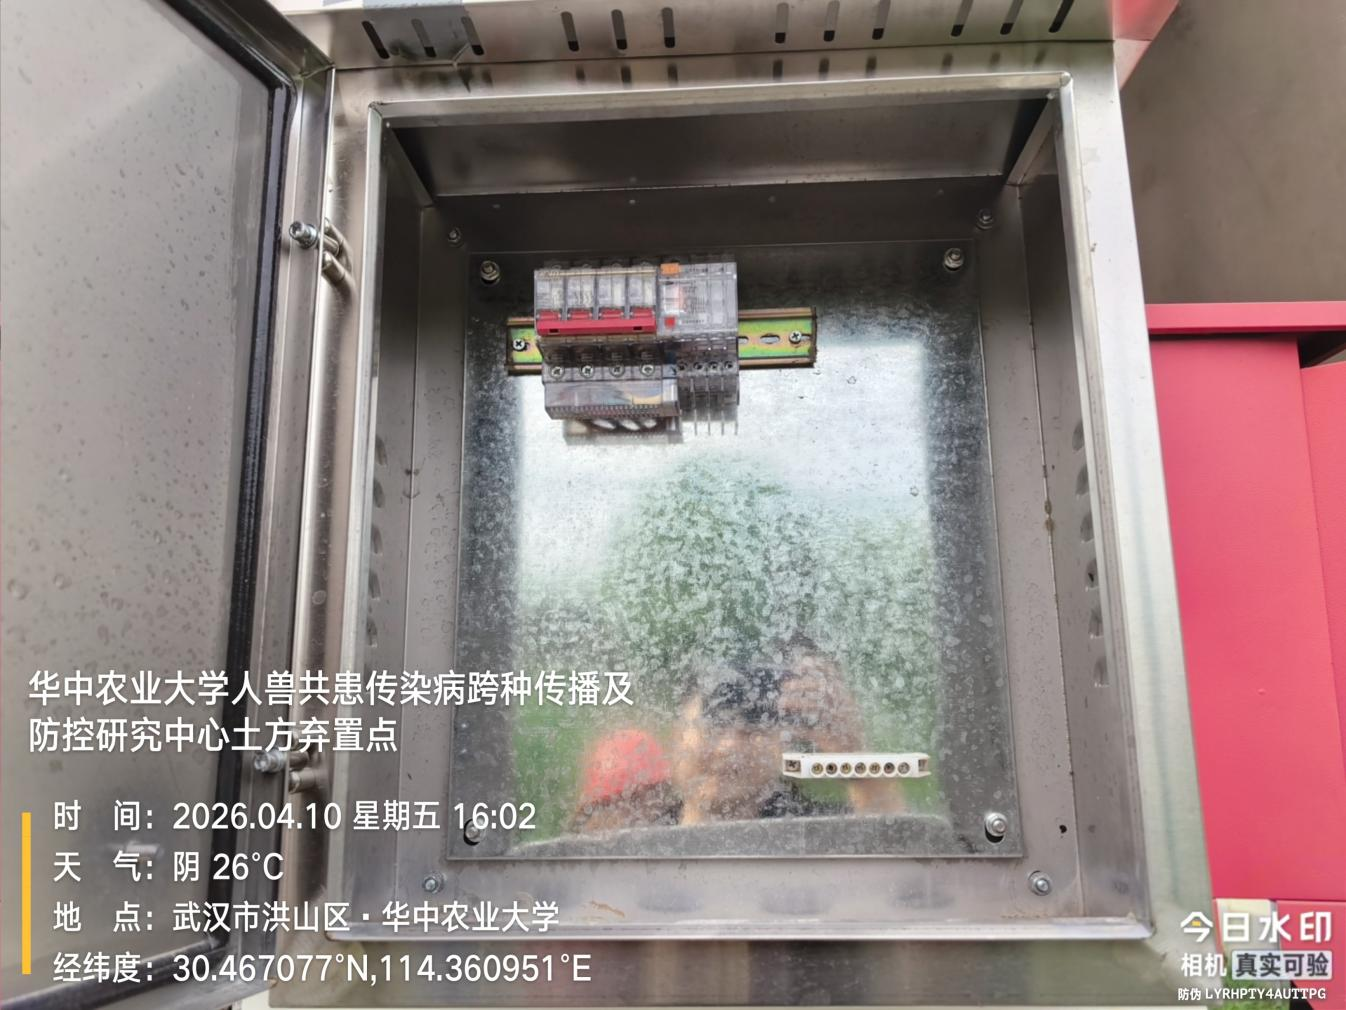 华中农业大学人兽共患传染病跨种传播及
防控研究中心土方弃置点
时 间：2026.04.10 星期五 16:02
天 气：阴 26°C
地 点：武汉市洪山区·华中农业大学
经纬度：30.467077°N,114.360951°E
今日水印
相机 真实可验
防伪 LYRHPTY4AUTTPG